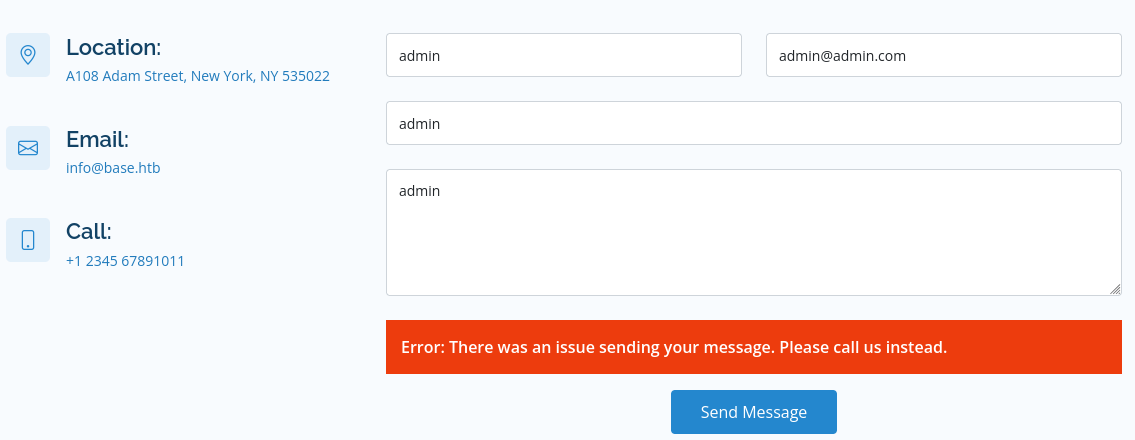 Location:
A108 Adam Street, New York, NY 535022
Email:
info@base.htb
Call:
+1 2345 67891011
admin
admin@admin.com
admin
admin
Error: There was an issue sending your message. Please call us instead.
Send Message